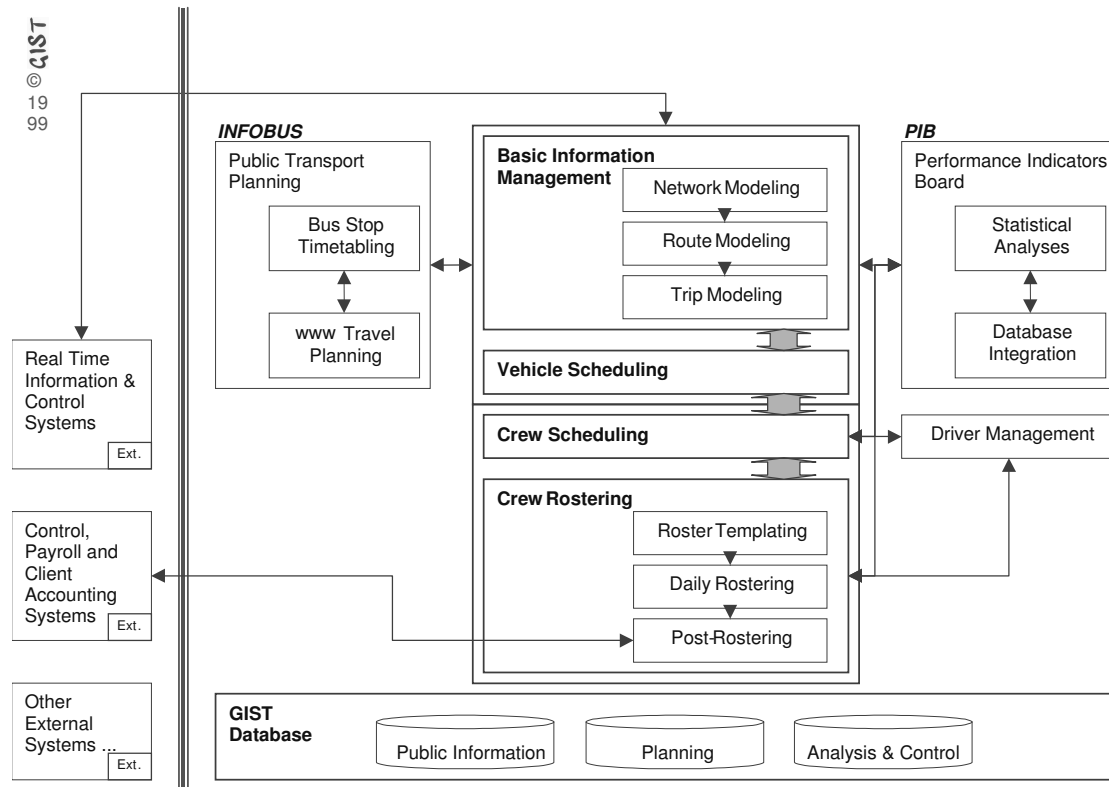 © GIST
19
99
INFOBUS
Public Transport
Planning
Bus Stop
Timetabling
www Travel
Planning
Basic Information
Management
Network Modeling
Route Modeling
Trip Modeling
Vehicle Scheduling
Crew Scheduling
Crew Rostering
Roster Templating
Daily Rostering
Post-Rostering
PIB
Performance Indicators
Board
Statistical
Analyses
Database
Integration
Driver Management
Real Time
Information &
Control
Systems
Ext.
Control,
Payroll and
Client
Accounting
Systems
Ext.
Other
External
Systems ...
Ext.
GIST
Database
Public Information
Planning
Analysis & Control